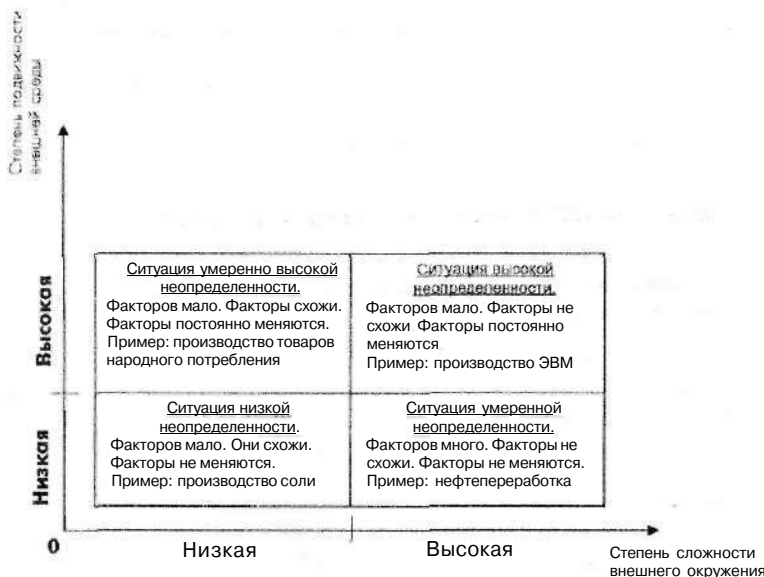 Степень подвижности
внешней среды
Высокая
Ситуация умеренно высокой
неопределенности.
Факторов мало. Факторы схожи.
Факторы постоянно меняются.
Пример: производство товаров
народного потребления
Ситуация высокой
неопределенности.
Факторов мало. Факторы не
схожи Факторы постоянно
меняются
Пример: производство ЭВМ
Низкая
Ситуация низкой
неопределенности.
Факторов мало. Они схожи.
Факторы не меняются.
Пример: производство соли
Ситуация умеренной
неопределенности.
Факторов много. Факторы не
схожи. Факторы не меняются.
Пример: нефтепереработка
0
Низкая
Высокая
Степень сложности
внешнего окружения